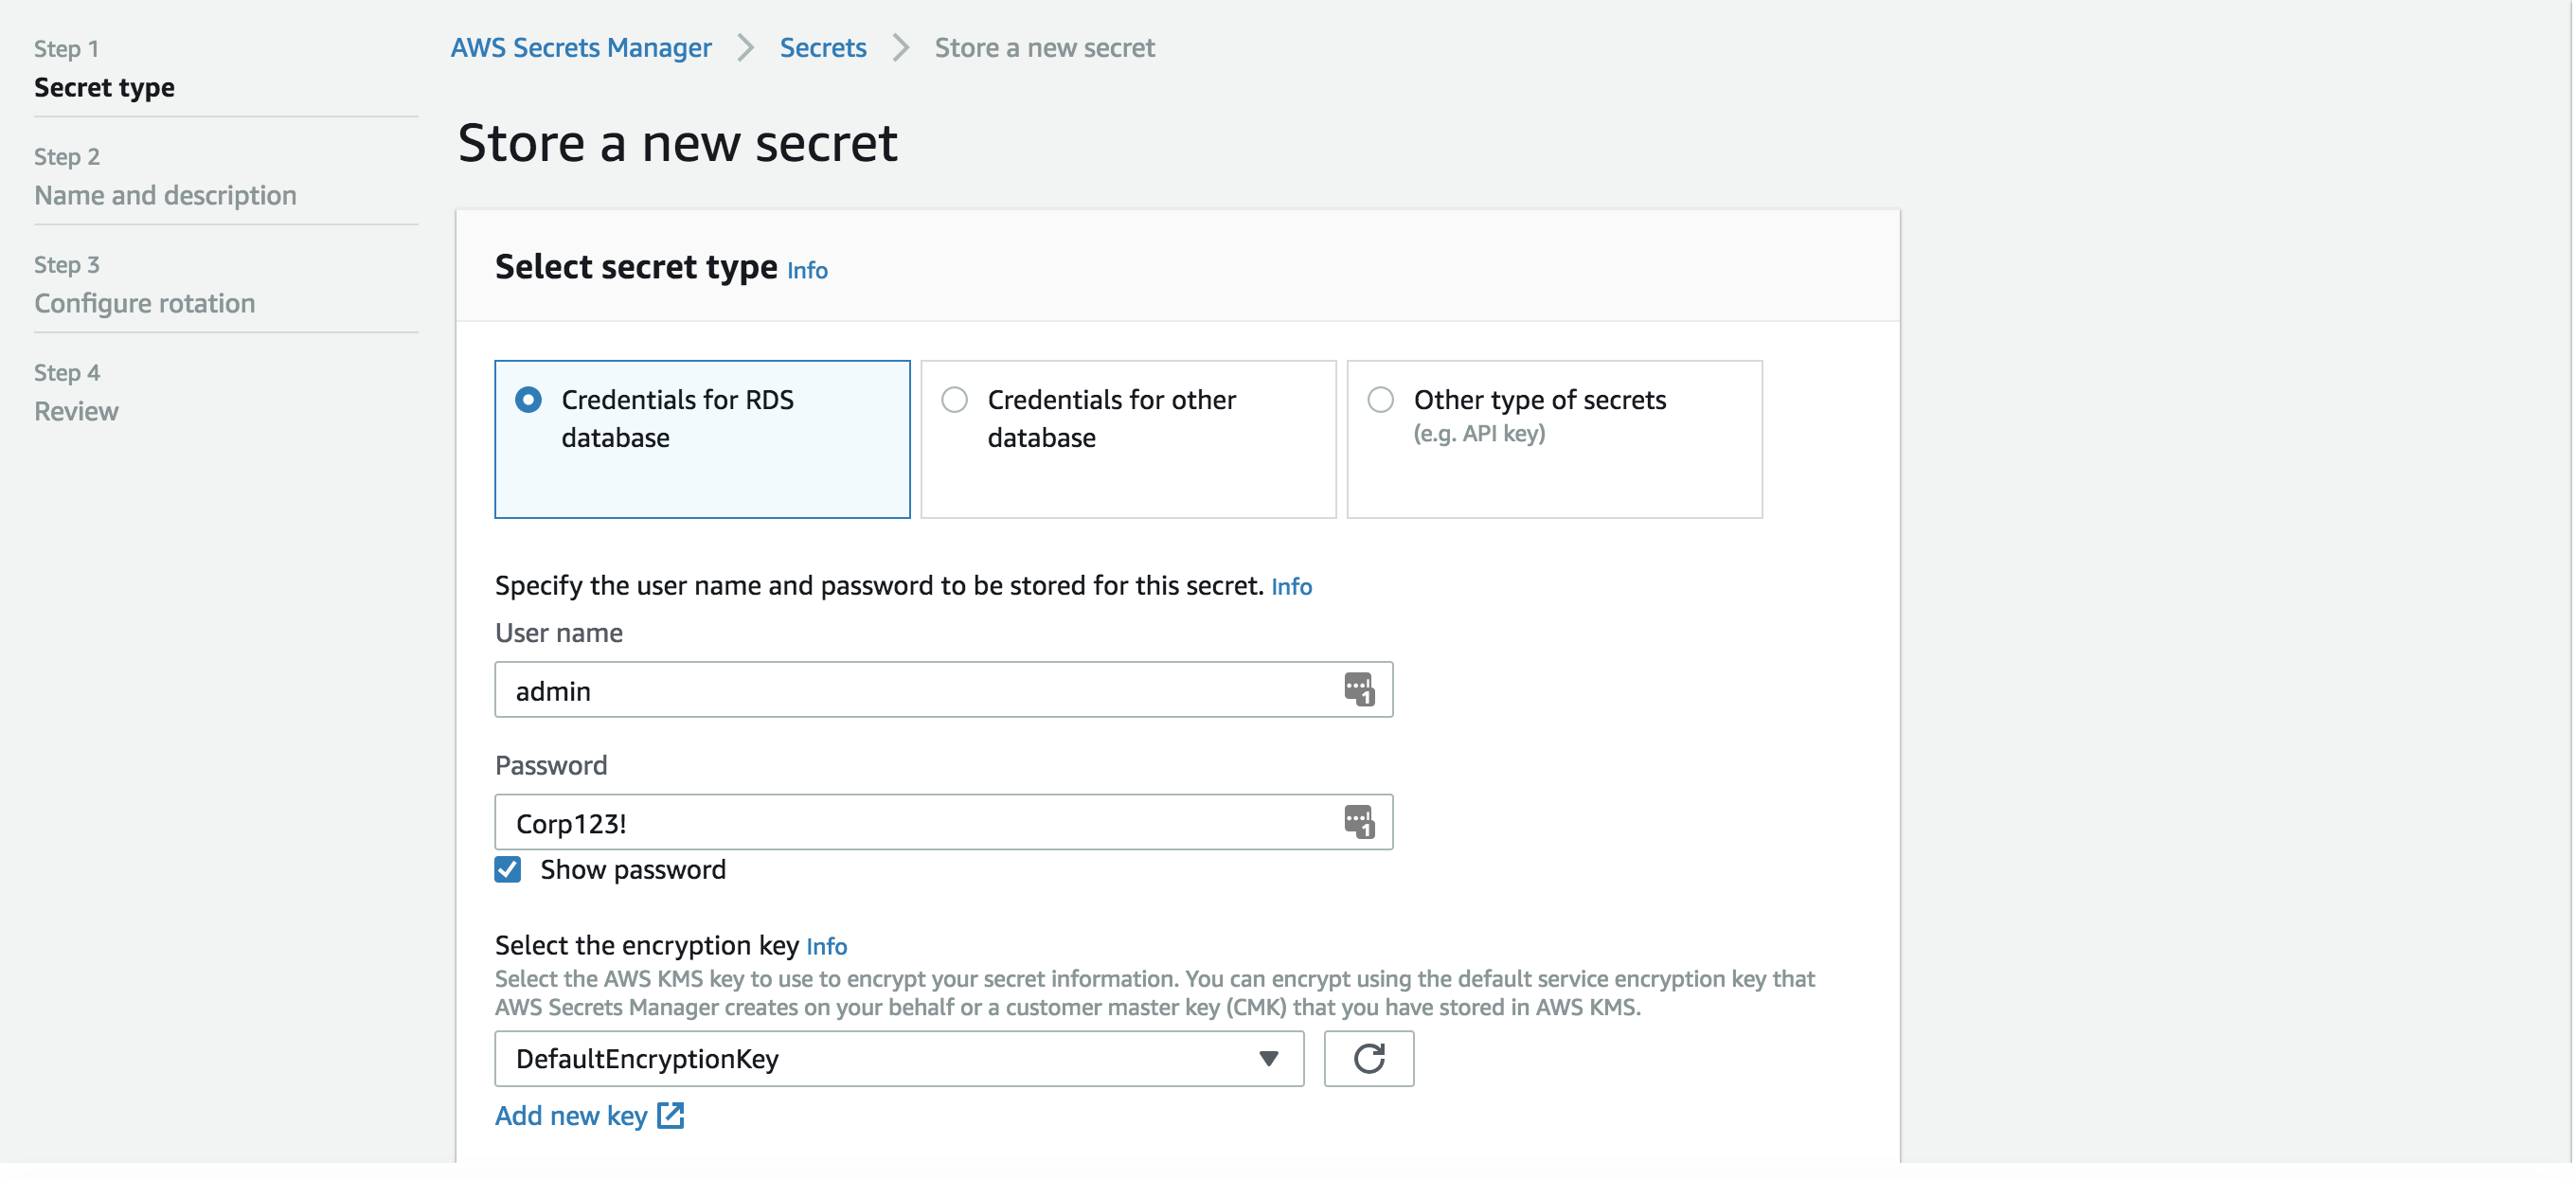 Step 1
Secret type
Step 2
Name and description
Step 3
Configure rotation
Step 4
Review
AWS Secrets Manager > Secrets > Store a new secret
Store a new secret
Select secret type Info
Credentials for RDS
database
Credentials for other
database
Other type of secrets
(e.g. API key)
Specify the user name and password to be stored for this secret. Info
User name
admin
1
Password
Corp123!
1
Show password
Select the encryption key Info
Select the AWS KMS key to use to encrypt your secret information. You can encrypt using the default service encryption key that
AWS Secrets Manager creates on your behalf or a customer master key (CMK) that you have stored in AWS KMS.
DefaultEncryptionKey
Add new key